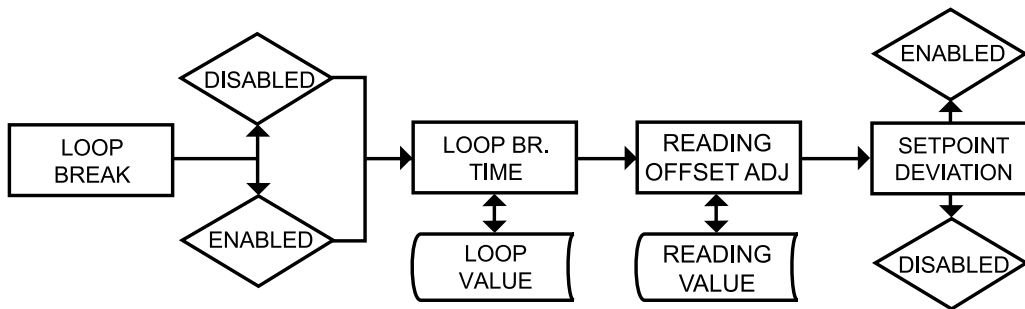 LOOP
BREAK
DISABLED
ENABLED
LOOP BR.
TIME
LOOP
VALUE
READING
OFFSET ADJ
READING
VALUE
ENABLED
SETPOINT
DEVIATION
DISABLED